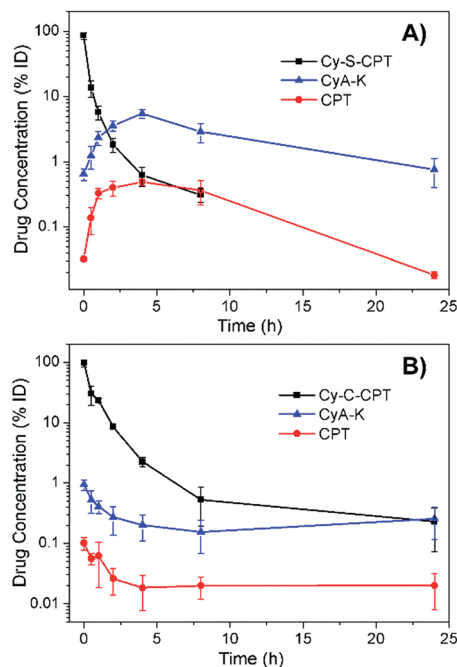 A)
Cy-S-CPT
CyA-K
CPT
Drug Concentration (% ID)
100
10
1
0.1
0 5 10 15 20 25
Time (h)
B)
Cy-C-CPT
CyA-K
CPT
Drug Concentration (% ID)
100
10
1
0.1
0.01
0 5 10 15 20 25
Time (h)